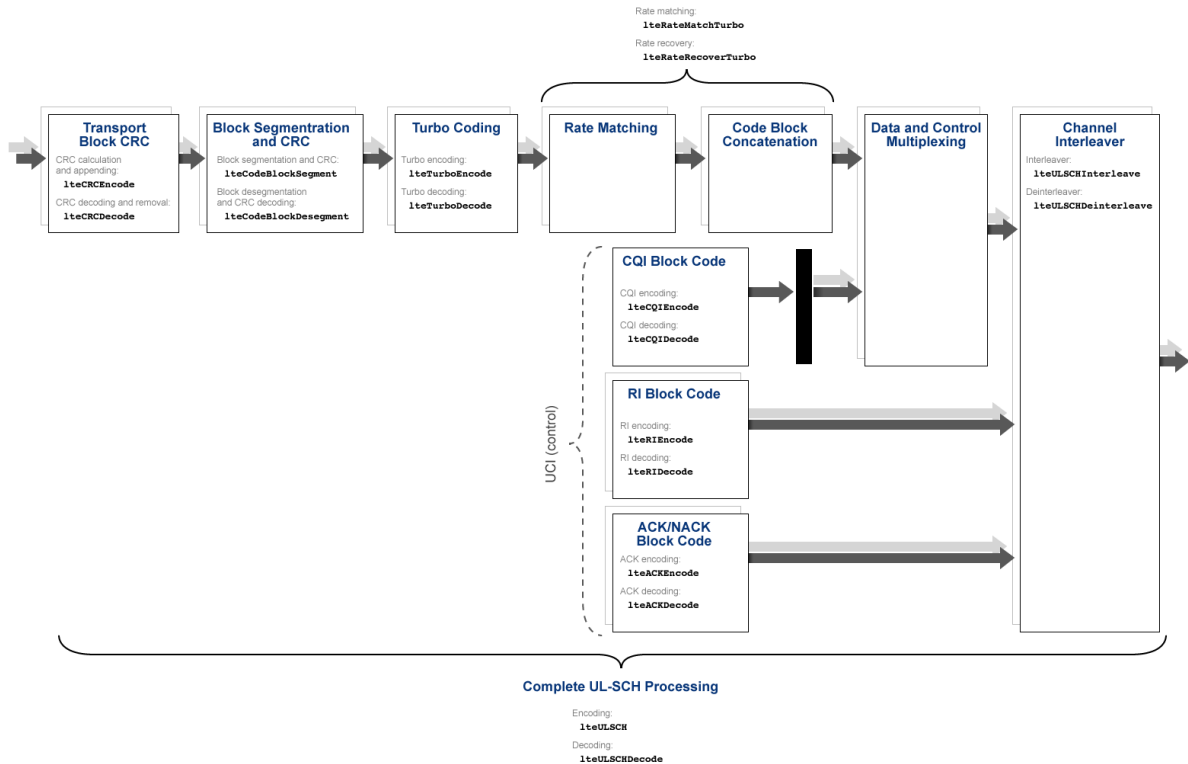 Rate matching:
lteRateMatchTurbo
Rate recovery:
lteRateRecoverTurbo
Transport
Block CRC
CRC calculation
and appending:
lteCRCEncode
CRC decoding and removal:
lteCRCDecode
Block Segmentration
and CRC
Block segmentation and CRC:
lteCodeBlockSegment
Block desegmentation
and CRC decoding:
lteCodeBlockDesegment
Turbo Coding
Turbo encoding:
lteTurboEncode
Turbo decoding:
lteTurboDecode
Rate Matching
Code Block
Concatenation
Data and Control
Multiplexing
Channel
Interleaver
Interleaver:
lteULSCHInterleave
Deinterleaver:
lteULSCHDeinterleave
UCI (control)
CQI Block Code
CQI encoding:
lteCQIEncode
CQI decoding:
lteCQIDecode
RI Block Code
RI encoding:
lteRIEncode
RI decoding:
lteRIDecode
ACK/NACK
Block Code
ACK encoding:
lteACKEncode
ACK decoding:
lteACKDecode
Complete UL-SCH Processing
Encoding:
lteULSCH
Decoding:
lteULSCHDecode